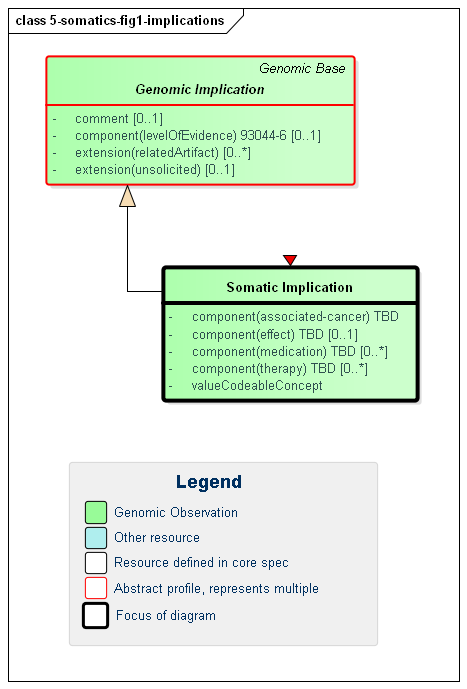 class 5-somatics-fig1-implications
Genomic Base
Genomic Implication
- comment [0..1]
- component(levelOfEvidence) 93044-6 [0..1]
- extension(relatedArtifact) [0..*]
- extension(unsolicited) [0..1]
Somatic Implication
- component(associated-cancer) TBD
- component(effect) TBD [0..1]
- component(medication) TBD [0..*]
- component(therapy) TBD [0..*]
- valueCodeableConcept
Legend
Genomic Observation
Other resource
Resource defined in core spec
Abstract profile, represents multiple
Focus of diagram